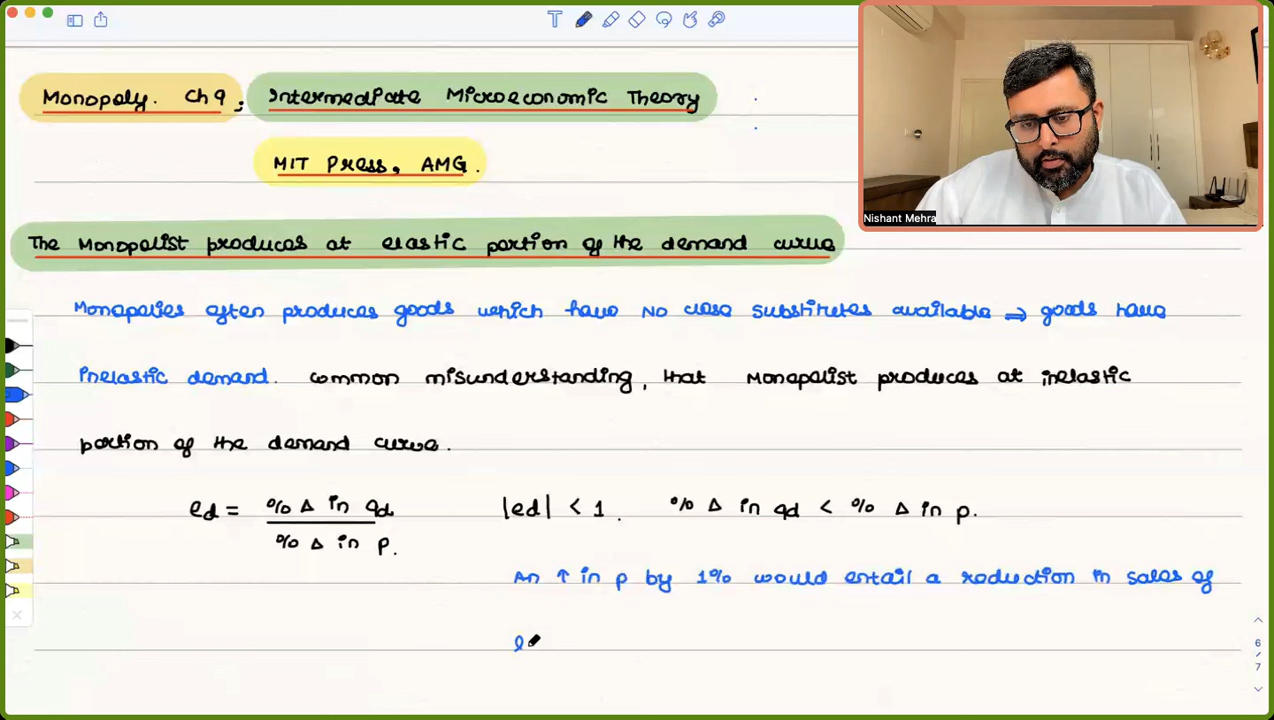 Monopoly. Ch 9, Intermediate Microeconomic Theory
MIT Press, AMG.
Nishant Mehra
The Monopolist produces at elastic portion of the demand curve
Monopolies often produces goods which have No close substitutes available ⇒ goods have
inelastic demand. common misunderstanding, that Monopolist produces at inelastic
portion of the demand curve.
ed = % Δ in qd / % Δ in p. |ed| < 1. % Δ in qd < % Δ in p.
An ↑ in p by 1% would entail a reduction in sales of
l
6 / 7